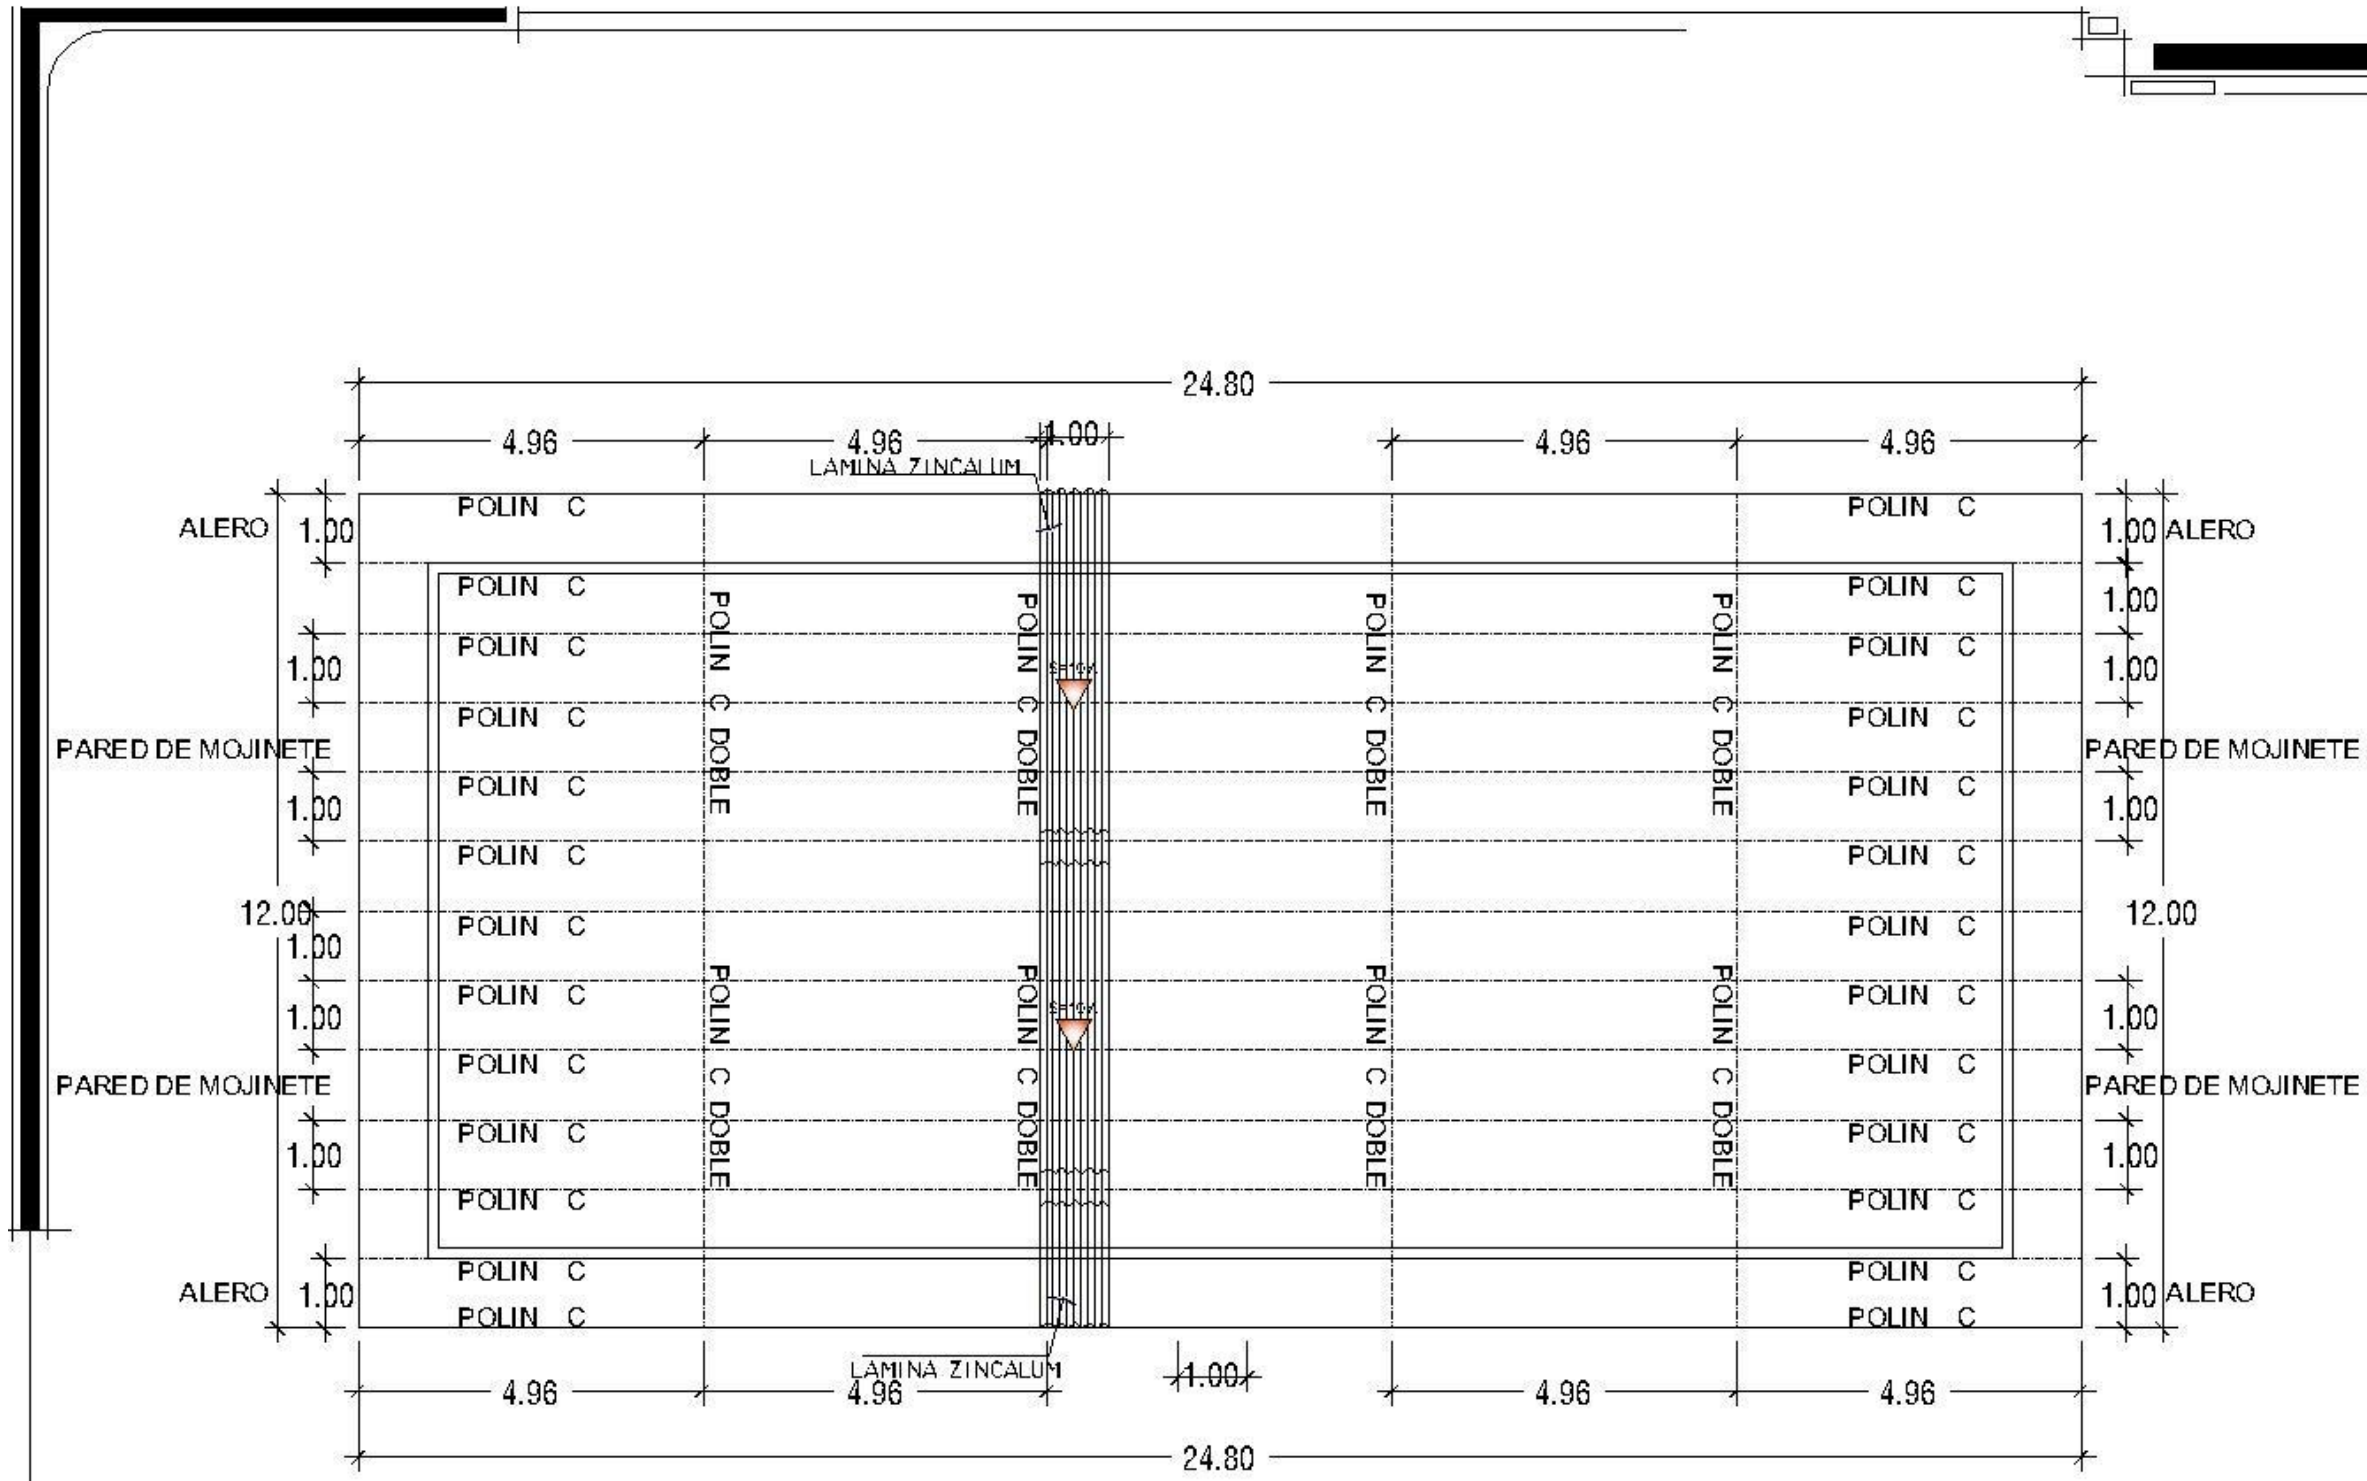 24.80
4.96 4.96 1.00 4.96 4.96
LAMINA ZINCALUM
POLIN C POLIN C
ALERO 1.00 1.00 ALERO
POLIN C POLIN C
1.00
POLIN C POLIN C
1.00 1.00
POLIN C POLIN C
PARED DE MOJINETE PARED DE MOJINETE
POLIN C POLIN C
1.00 1.00
POLIN C DOBLE POLIN C DOBLE POLIN C DOBLE POLIN C DOBLE
POLIN C POLIN C
12.00 12.00
POLIN C POLIN C
1.00
POLIN C POLIN C
1.00 1.00
POLIN C POLIN C
PARED DE MOJINETE PARED DE MOJINETE
POLIN C DOBLE POLIN C DOBLE POLIN C DOBLE POLIN C DOBLE
POLIN C POLIN C
1.00 1.00
POLIN C POLIN C
POLIN C POLIN C
ALERO 1.00 1.00 ALERO
POLIN C POLIN C
LAMINA ZINCALUM
4.96 4.96 1.00 4.96 4.96
24.80